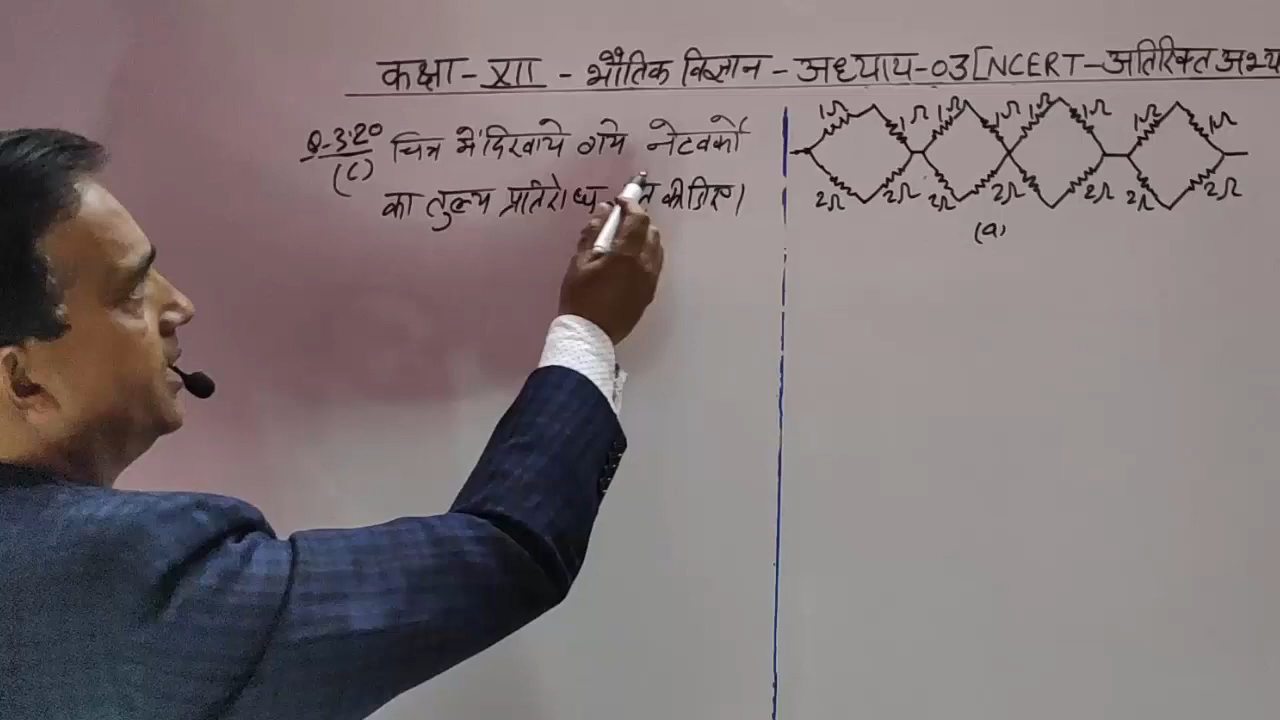 कक्षा-XII - भौतिक विज्ञान - अध्याय-03 [NCERT-अतिरिक्त
Q-3.20 चित्र में दिखाये गये नेटवर्को
(C) का तुल्य प्रतिरोध कीजिए।
1Ω 1Ω 1Ω 1Ω 1Ω 1Ω 1Ω 1Ω
2Ω 2Ω 2Ω 2Ω 2Ω 2Ω 2Ω 2Ω
(a)